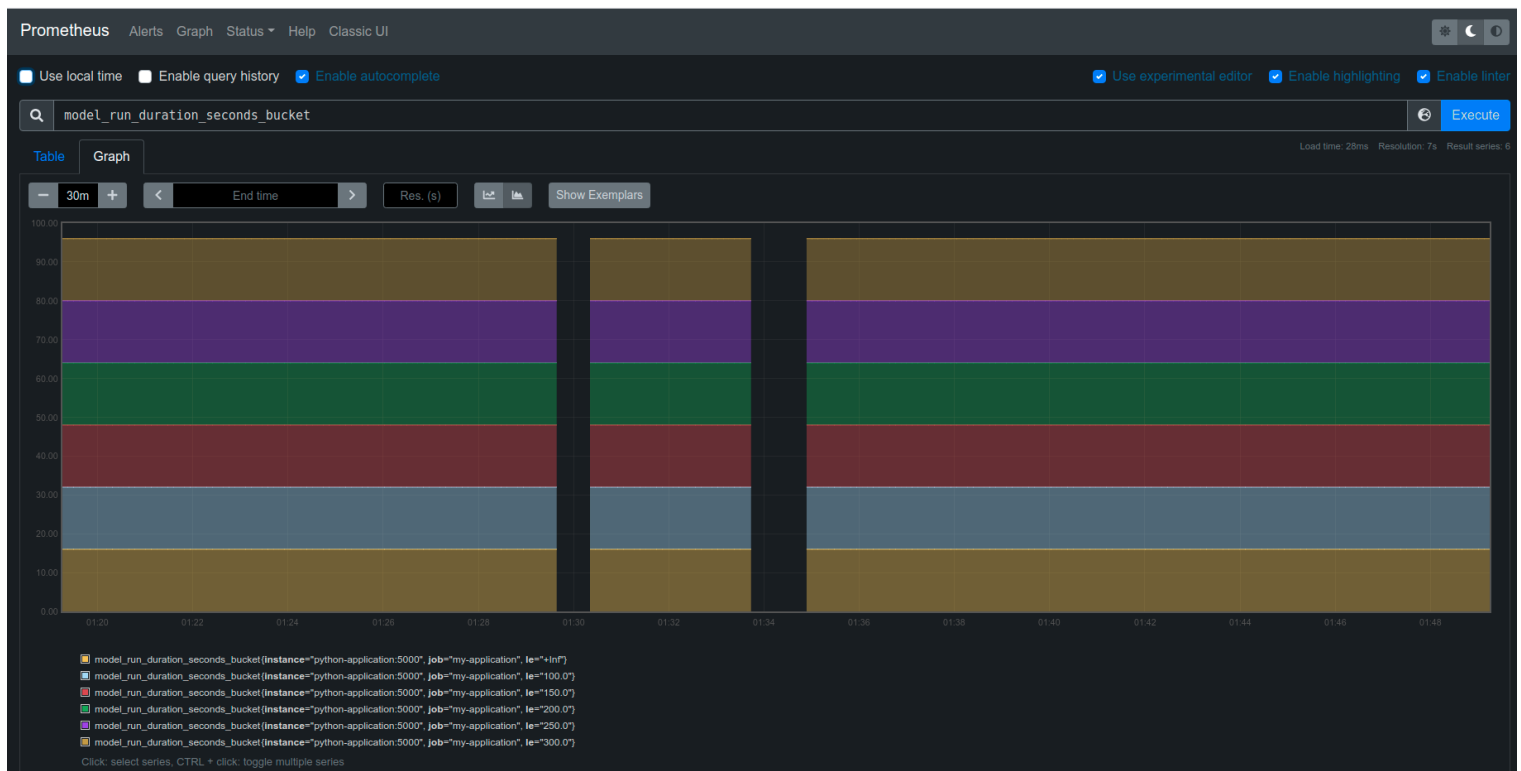 Prometheus Alerts Graph Status Help Classic UI
Use local time Enable query history Enable autocomplete Use experimental editor Enable highlighting Enable linter
model_run_duration_seconds_bucket Execute
Table Graph Load time: 28ms Resolution: 7s Result series: 6
− 30m + < End time > Res. (s) Show Exemplars
100.00
90.00
80.00
70.00
60.00
50.00
40.00
30.00
20.00
10.00
0.00
01:20 01:22 01:24 01:26 01:28 01:30 01:32 01:34 01:36 01:38 01:40 01:42 01:44 01:46 01:48
model_run_duration_seconds_bucket{instance="python-application:5000", job="my-application", le="+Inf"}
model_run_duration_seconds_bucket{instance="python-application:5000", job="my-application", le="100.0"}
model_run_duration_seconds_bucket{instance="python-application:5000", job="my-application", le="150.0"}
model_run_duration_seconds_bucket{instance="python-application:5000", job="my-application", le="200.0"}
model_run_duration_seconds_bucket{instance="python-application:5000", job="my-application", le="250.0"}
model_run_duration_seconds_bucket{instance="python-application:5000", job="my-application", le="300.0"}
Click: select series, CTRL + click: toggle multiple series